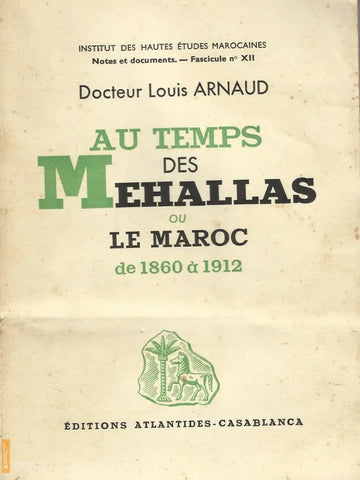 INSTITUT DES HAUTES ÉTUDES MAROCAINES
Notes et documents. — Fascicule nº XII
Docteur Louis ARNAUD
AU TEMPS
DES
MEHALLAS
OU
LE MAROC
de 1860 à 1912
ÉDITIONS ATLANTIDES-CASABLANCA